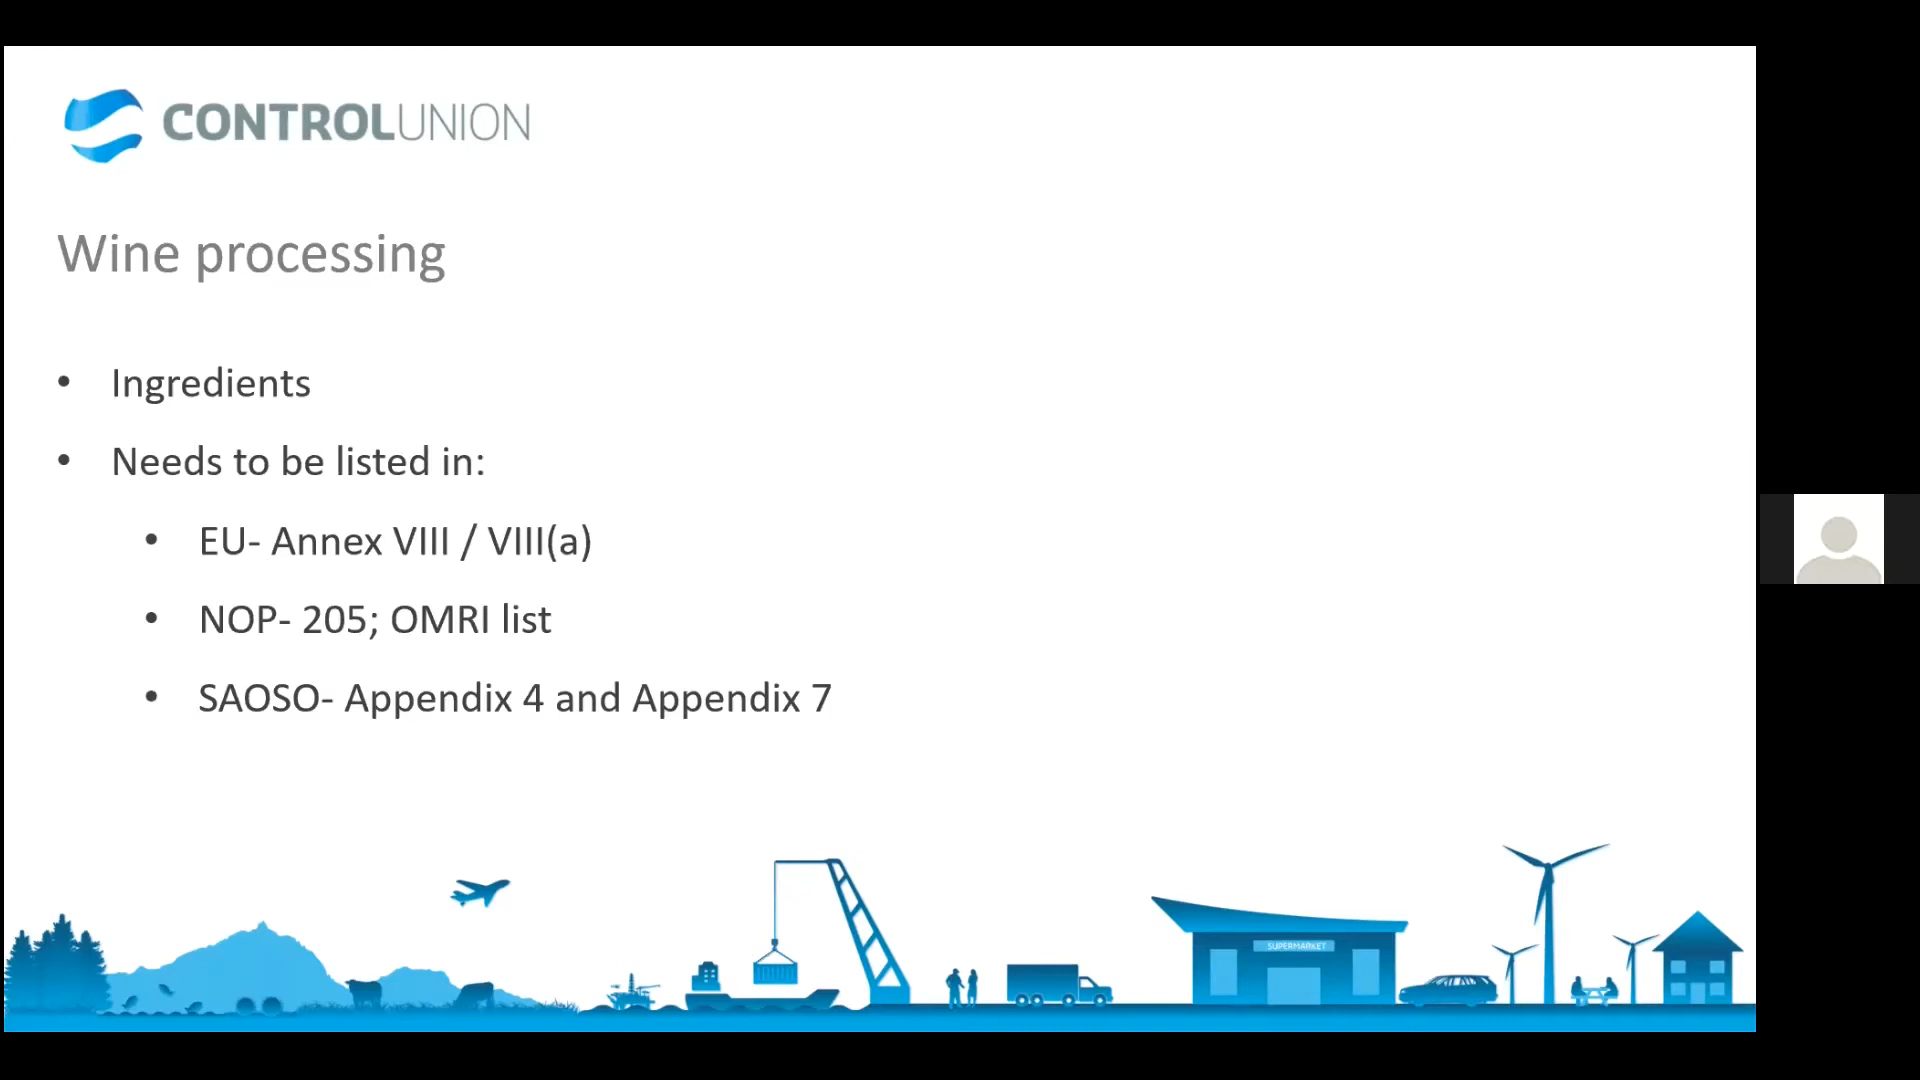 CONTROLUNION
Wine processing
• Ingredients
• Needs to be listed in:
• EU- Annex VIII / VIII(a)
• NOP- 205; OMRI list
• SAOSO- Appendix 4 and Appendix 7
SUPERMARKET